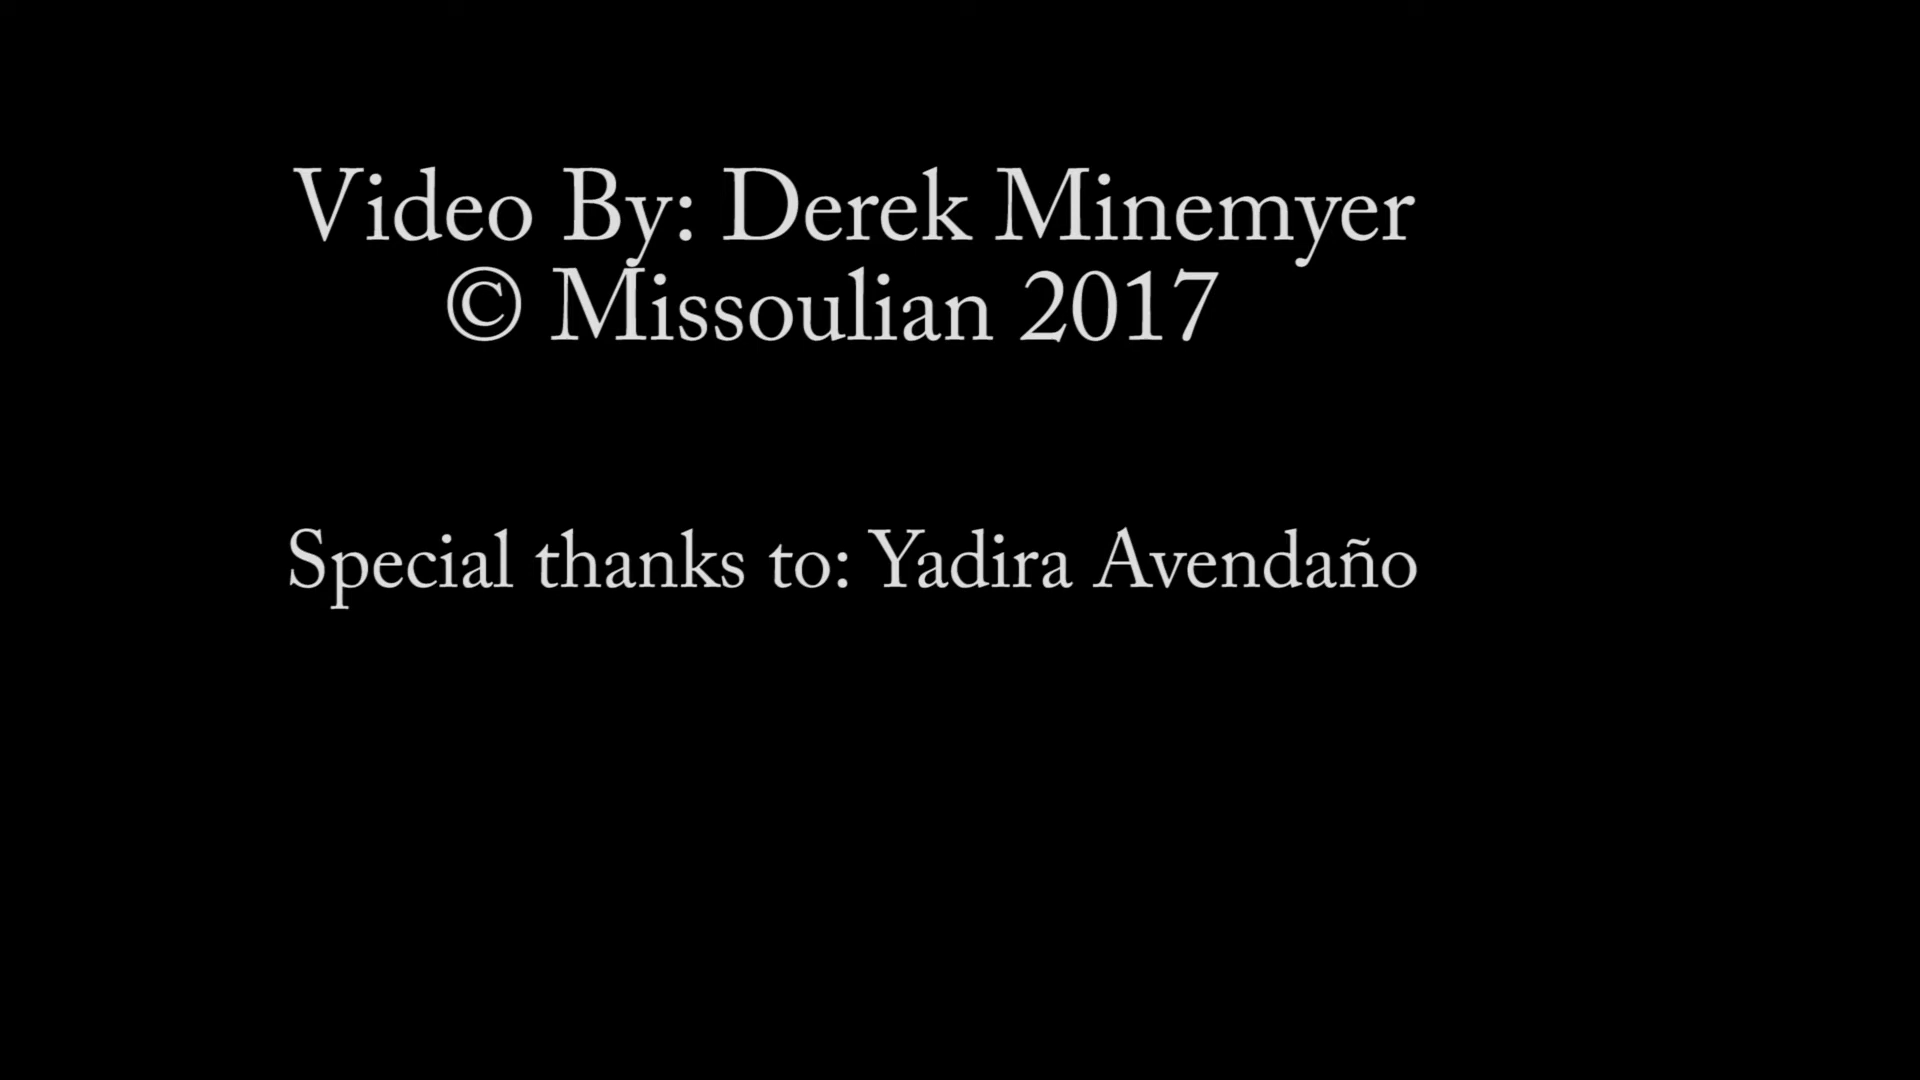 Video By: Derek Minemyer
© Missoulian 2017
Special thanks to: Yadira Avendaño